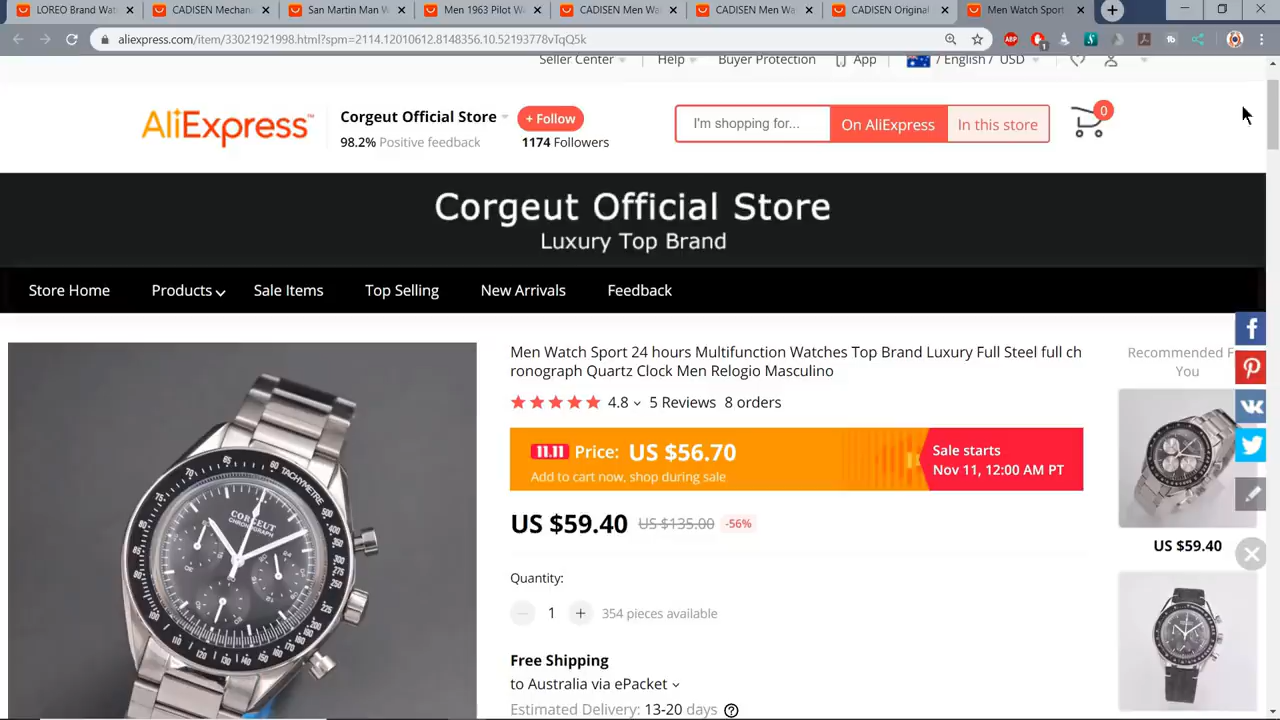 LOREO Brand Wat
CADISEN Mechan
San Martin Man W
Men 1963 Pilot W
CADISEN Men Wa
CADISEN Men Wa
CADISEN Original
Men Watch Sport
aliexpress.com/item/33021921998.html?spm=2114.12010612.8148356.10.52193778vTqQ5k
ABP
1
Seller Center
Help
Buyer Protection
App
/ English / USD
AliExpress™
Corgeut Official Store
+ Follow
98.2% Positive feedback
1174 Followers
I'm shopping for...
On AliExpress
In this store
0
Corgeut Official Store
Luxury Top Brand
Store Home
Products
Sale Items
Top Selling
New Arrivals
Feedback
Men Watch Sport 24 hours Multifunction Watches Top Brand Luxury Full Steel full ch
ronograph Quartz Clock Men Relogio Masculino
4.8
5 Reviews
8 orders
11.11 Price: US $56.70
Add to cart now, shop during sale
Sale starts
Nov 11, 12:00 AM PT
US $59.40
US $135.00
-56%
Quantity:
1
354 pieces available
Free Shipping
to Australia via ePacket
Estimated Delivery: 13-20 days
Recommended F
You
US $59.40
TACHYMETRE
CORGEUT
CHRONOGRAPH